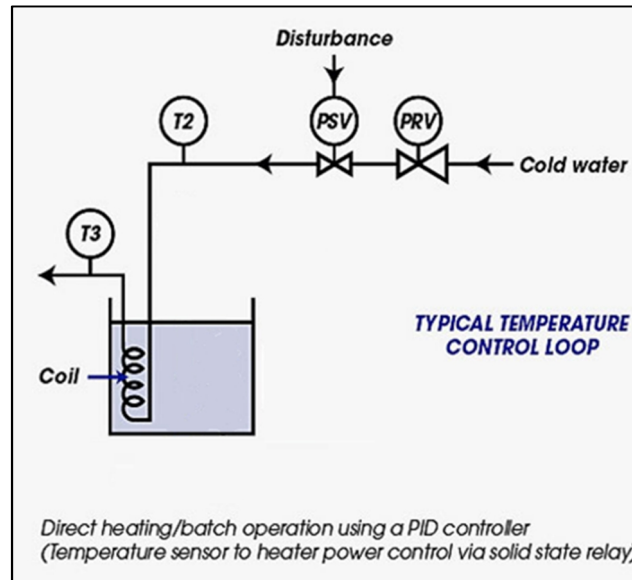 Disturbance
T2
PSV
PRV
Cold water
T3
TYPICAL TEMPERATURE
CONTROL LOOP
Coil
Direct heating/batch operation using a PID controller
(Temperature sensor to heater power control via solid state relay)